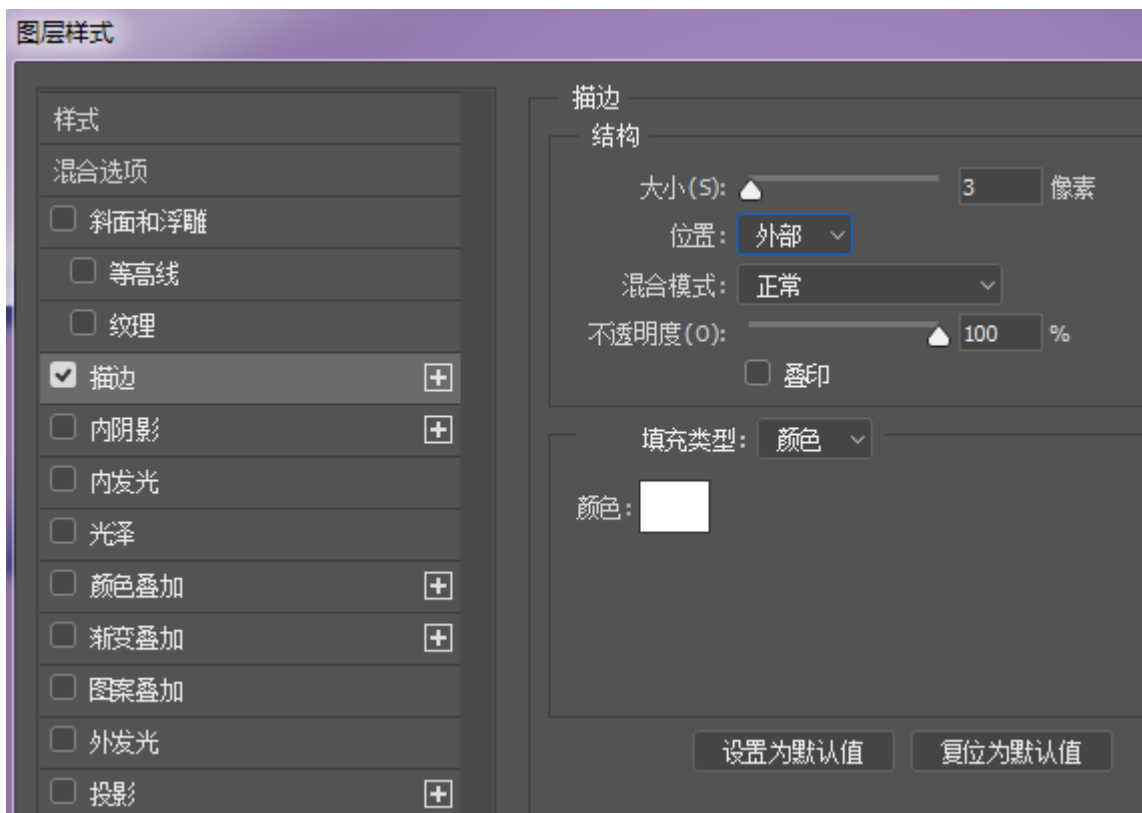 图层样式
样式
混合选项
斜面和浮雕
等高线
纹理
描边
内阴影
内发光
光泽
颜色叠加
渐变叠加
图案叠加
外发光
投影
描边
结构
大小(S): 3 像素
位置: 外部
混合模式: 正常
不透明度(O): 100 %
叠印
填充类型: 颜色
颜色:
设置为默认值 复位为默认值